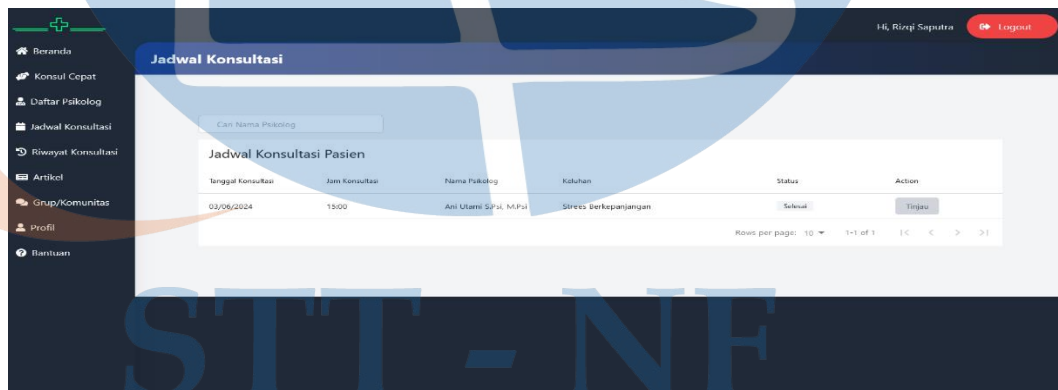 Hi, Rizqi Saputra
Logout
Beranda
Konsul Cepat
Daftar Psikolog
Jadwal Konsultasi
Riwayat Konsultasi
Artikel
Grup/Komunitas
Profil
Bantuan
Jadwal Konsultasi
Cari Nama Psikolog
Jadwal Konsultasi Pasien
Tanggal Konsultasi Jam Konsultasi Nama Psikolog Keluhan Status Action
03/06/2024 15:00 Ani Utami S.Psi, M.Psi Strees Berkepanjangan Selesai Tinjau
Rows per page: 10 1-1 of 1 |< < > >|
STT - NF